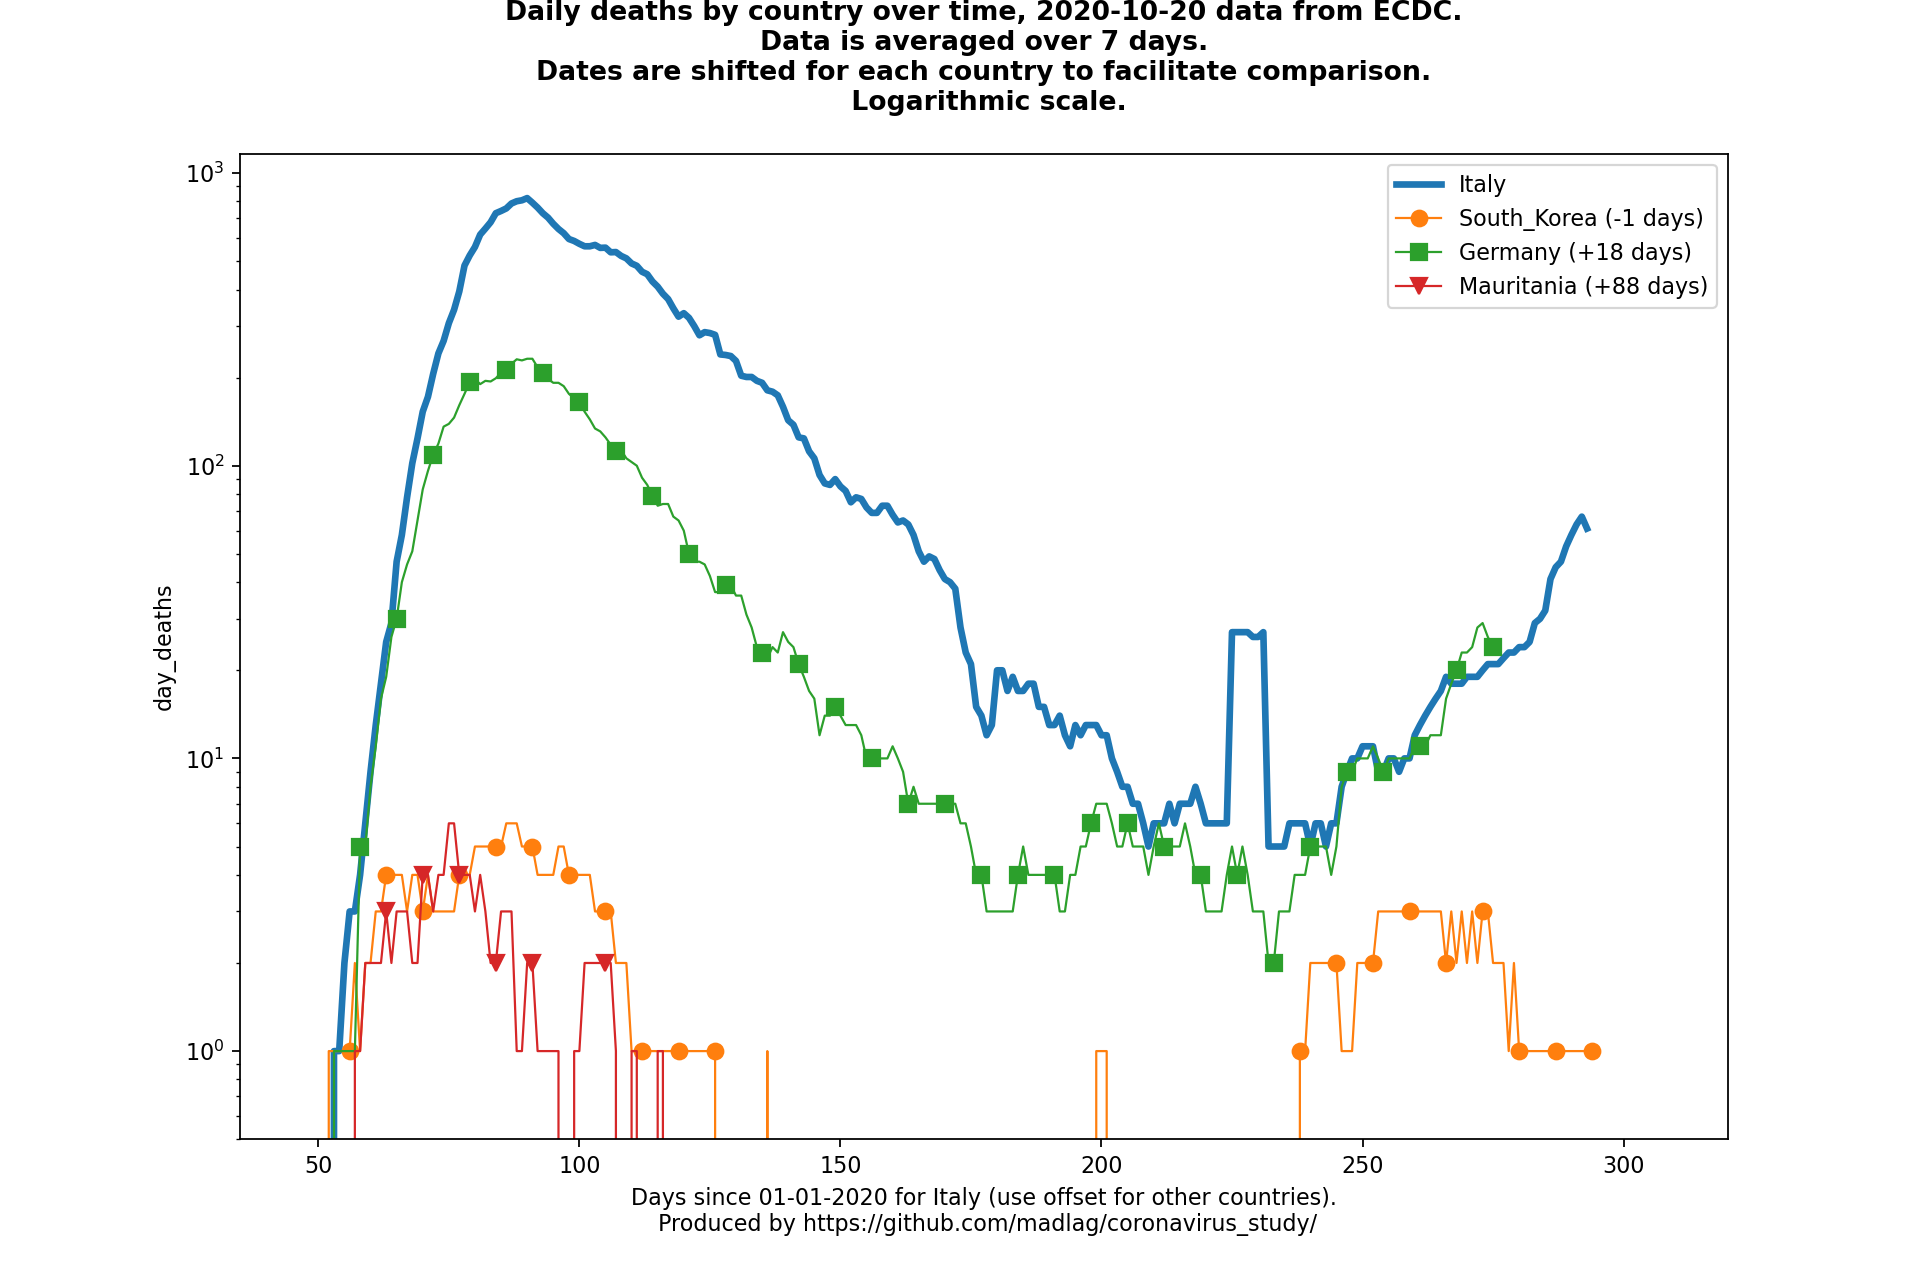 Daily deaths by country over time, 2020-10-20 data from ECDC.
Data is averaged over 7 days.
Dates are shifted for each country to facilitate comparison.
Logarithmic scale.
10³
10²
10¹
10⁰
day_deaths
Italy
South_Korea (-1 days)
Germany (+18 days)
Mauritania (+88 days)
50 100 150 200 250 300
Days since 01-01-2020 for Italy (use offset for other countries).
Produced by https://github.com/madlag/coronavirus_study/